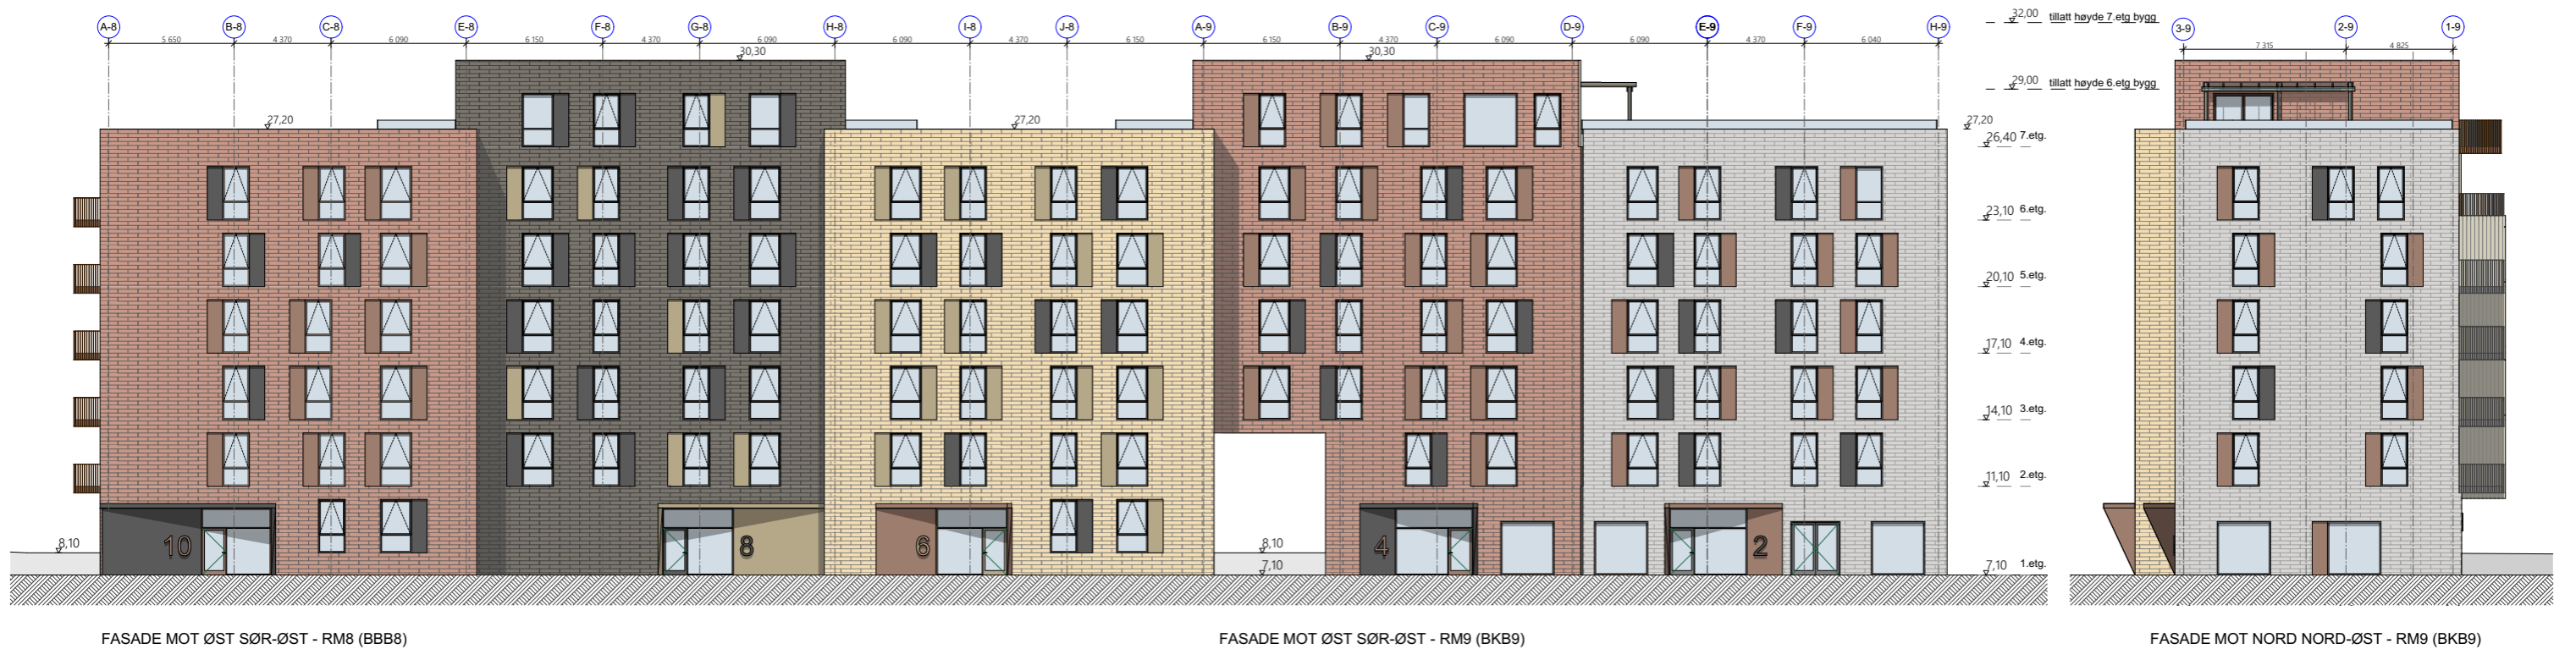 A-8 B-8 C-8 E-8 F-8 G-8 H-8 I-8 J-8 A-9 B-9 C-9 D-9 E-9 F-9 H-9
5 650 4 370 6 090 6 150 4 370 6 090 6 090 4 370 6 150 6 150 4 370 6 090 6 090 4 370 6 040
32,00 tillatt høyde 7.etg bygg
3-9 2-9 1-9
7 315 4 825
30,30 30,30
29,00 tillatt høyde 6.etg bygg
27,20 27,20 27,20
26,40 7.etg.
23,10 6.etg.
20,10 5.etg.
17,10 4.etg.
14,10 3.etg.
11,10 2.etg.
8,10 8,10
10 8 6 4 2
7,10 7,10 1.etg.
FASADE MOT ØST SØR-ØST - RM8 (BBB8)
FASADE MOT ØST SØR-ØST - RM9 (BKB9)
FASADE MOT NORD NORD-ØST - RM9 (BKB9)